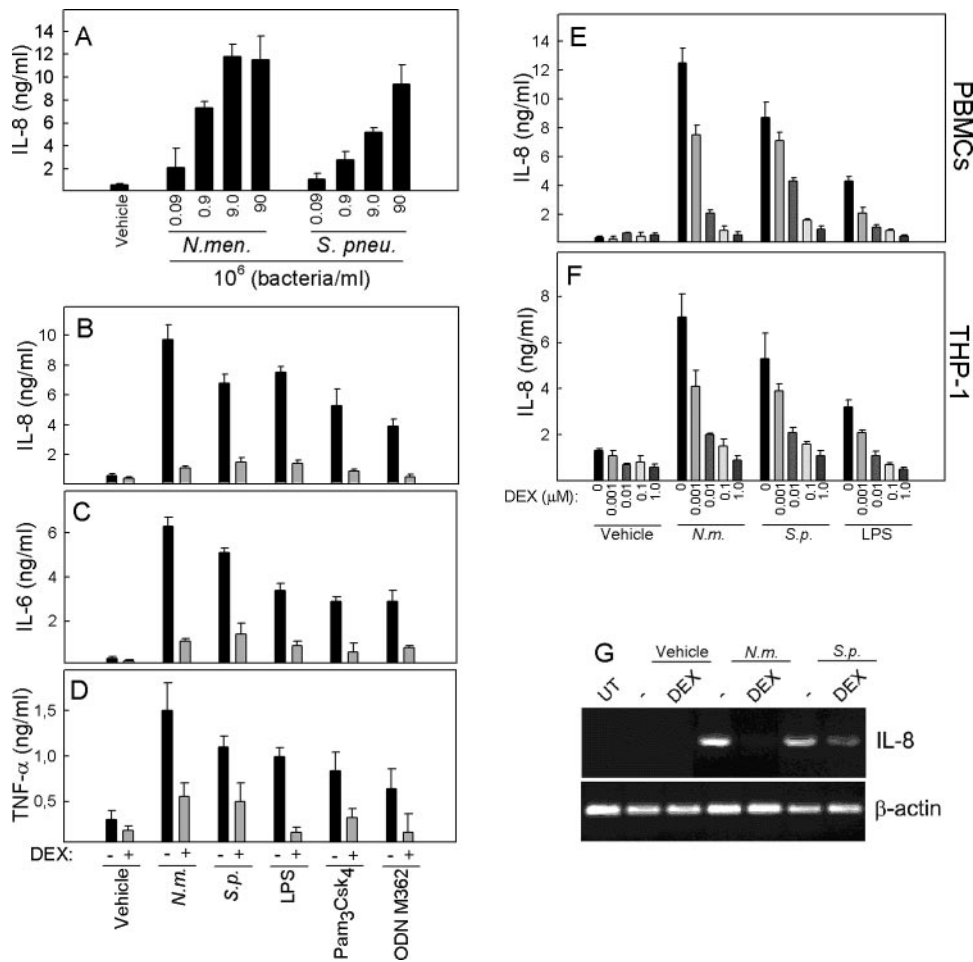 A
IL-8 (ng/ml)
14
12
10
8
6
4
2
Vehicle
0.09
0.9
9.0
90
0.09
0.9
9.0
90
N.men.
S. pneu.
10⁶ (bacteria/ml)
B
IL-8 (ng/ml)
10
8
6
4
2
C
IL-6 (ng/ml)
6
4
2
D
TNF-α (ng/ml)
1,5
1,0
0,5
DEX: - + - + - + - + - + - +
Vehicle
N.m.
S.p.
LPS
Pam₃Csk₄
ODN M362
E
IL-8 (ng/ml)
14
12
10
8
6
4
2
PBMCs
F
IL-8 (ng/ml)
8
6
4
2
THP-1
DEX (μM): 0 0.001 0.01 0.1 1.0 0 0.001 0.01 0.1 1.0 0 0.001 0.01 0.1 1.0 0 0.001 0.01 0.1 1.0
Vehicle N.m. S.p. LPS
G
Vehicle N.m. S.p.
UT - DEX - DEX - DEX
IL-8
β-actin